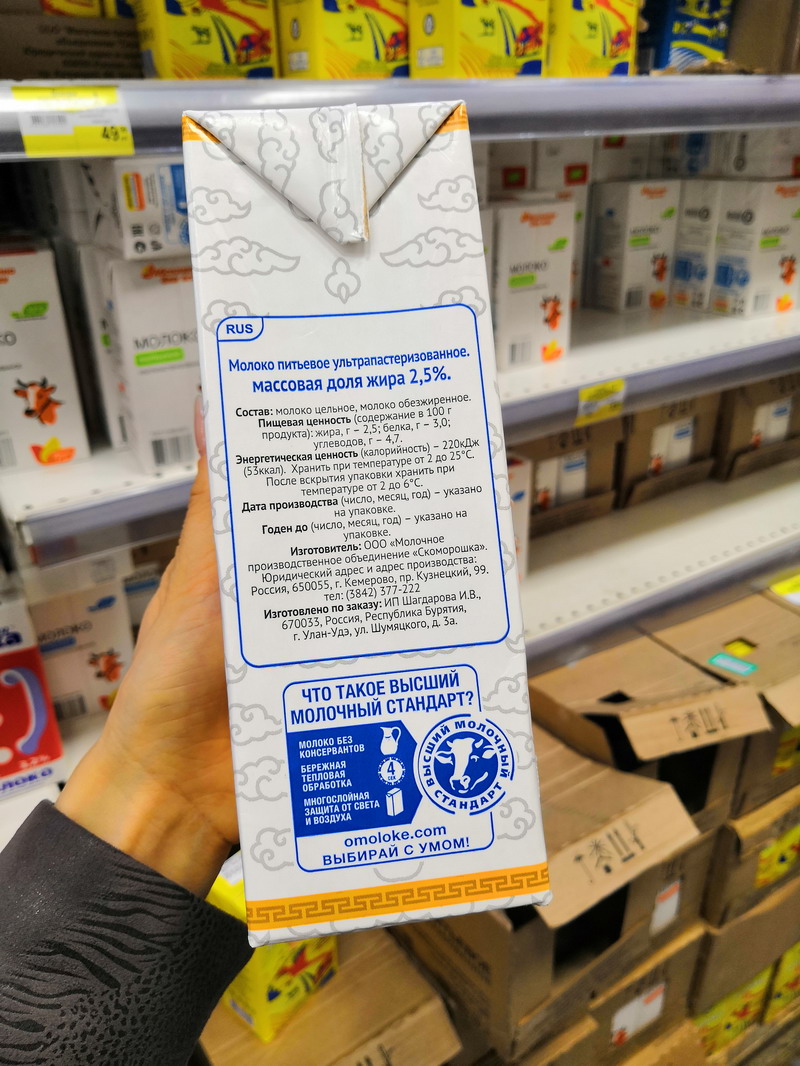 49
RUS
Молоко питьевое ультрапастеризованное.
массовая доля жира 2,5%.
Состав: молоко цельное, молоко обезжиренное.
Пищевая ценность (содержание в 100 г
продукта): жира, г – 2,5; белка, г – 3,0;
углеводов, г – 4,7.
Энергетическая ценность (калорийность) – 220кДж
(53ккал). Хранить при температуре от 2 до 25°С.
После вскрытия упаковки хранить при
температуре от 2 до 6°С.
Дата производства (число, месяц, год) – указано
на упаковке.
Годен до (число, месяц, год) – указано на
упаковке.
Изготовитель: ООО «Молочное
производственное объединение «Скоморошка».
Юридический адрес и адрес производства:
Россия, 650055, г. Кемерово, пр. Кузнецкий, 99.
тел: (3842) 377-222
Изготовлено по заказу: ИП Шагдарова И.В.,
670033, Россия, Республика Бурятия,
г. Улан-Удэ, ул. Шумяцкого, д. 3а.
ЧТО ТАКОЕ ВЫСШИЙ
МОЛОЧНЫЙ СТАНДАРТ?
МОЛОКО БЕЗ
КОНСЕРВАНТОВ
БЕРЕЖНАЯ
ТЕПЛОВАЯ
ОБРАБОТКА
4
МНОГОСЛОЙНАЯ
ЗАЩИТА ОТ СВЕТА
И ВОЗДУХА
ВЫСШИЙ МОЛОЧНЫЙ СТАНДАРТ
omoloke.com
ВЫБИРАЙ С УМОМ!
МОЛОКО
МОЛОКО
МОЛОКО